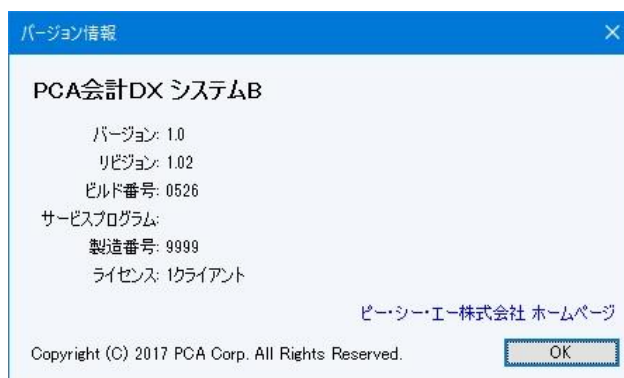 バージョン情報
PCA会計DX システムB
バージョン: 1.0
リビジョン: 1.02
ビルド番号: 0526
サービスプログラム:
製造番号: 9999
ライセンス: 1クライアント
ピー・シー・エー株式会社 ホームページ
Copyright (C) 2017 PCA Corp. All Rights Reserved.
OK